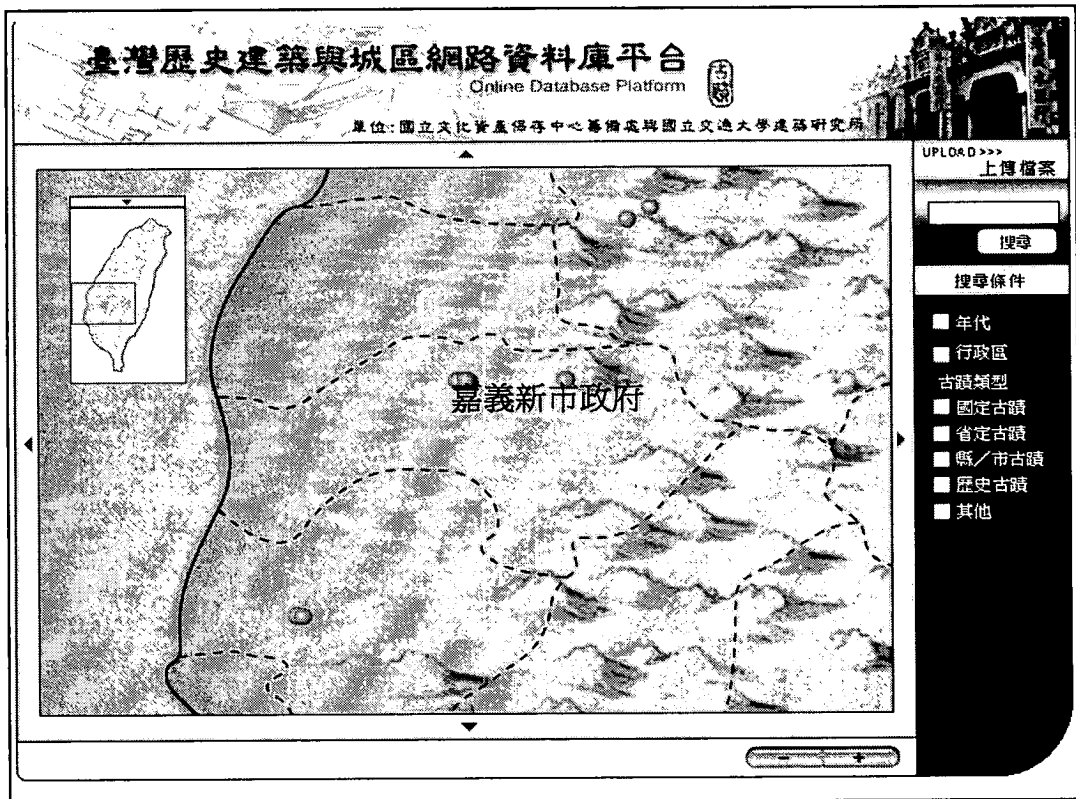 臺灣歷史建築與城區網路資料庫平台
Online Database Platform
古蹟
單位:國立文化資產保存中心籌備處與國立交通大學建築研究所
UPLOAD>>>
上傳檔案
搜尋
搜尋條件
年代
行政區
古蹟類型
國定古蹟
省定古蹟
縣／市古蹟
歷史古蹟
其他
嘉義新市政府
− +